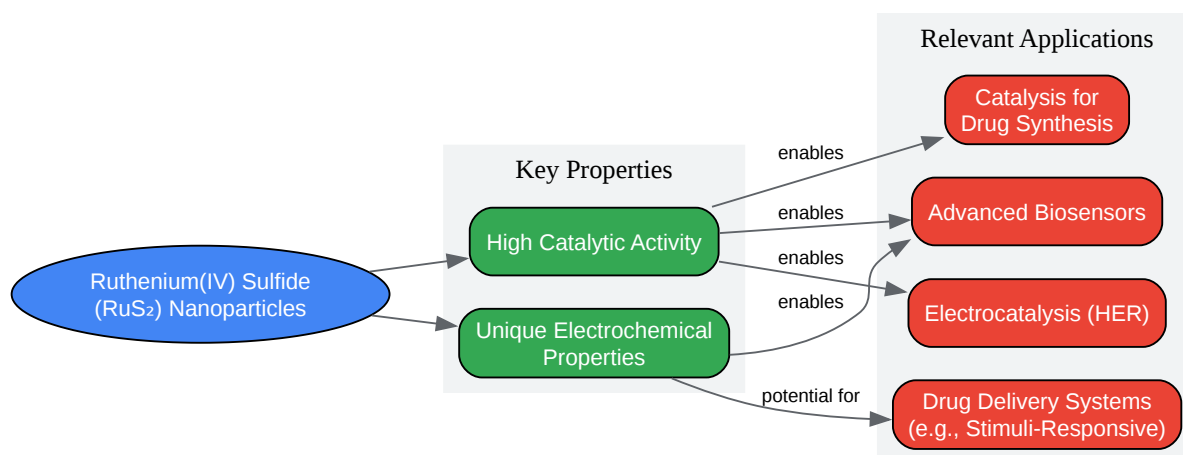 Relevant Applications
Catalysis for
Drug Synthesis
enables
Key Properties
enables
Advanced Biosensors
High Catalytic Activity
enables
Ruthenium(IV) Sulfide
(RuS₂) Nanoparticles
enables
Electrocatalysis (HER)
Unique Electrochemical
Properties
potential for
Drug Delivery Systems
(e.g., Stimuli-Responsive)